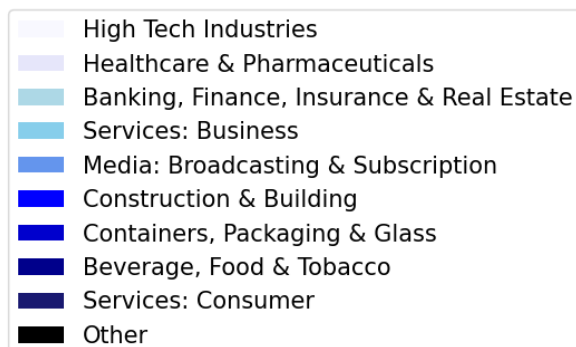 High Tech Industries
Healthcare & Pharmaceuticals
Banking, Finance, Insurance & Real Estate
Services: Business
Media: Broadcasting & Subscription
Construction & Building
Containers, Packaging & Glass
Beverage, Food & Tobacco
Services: Consumer
Other